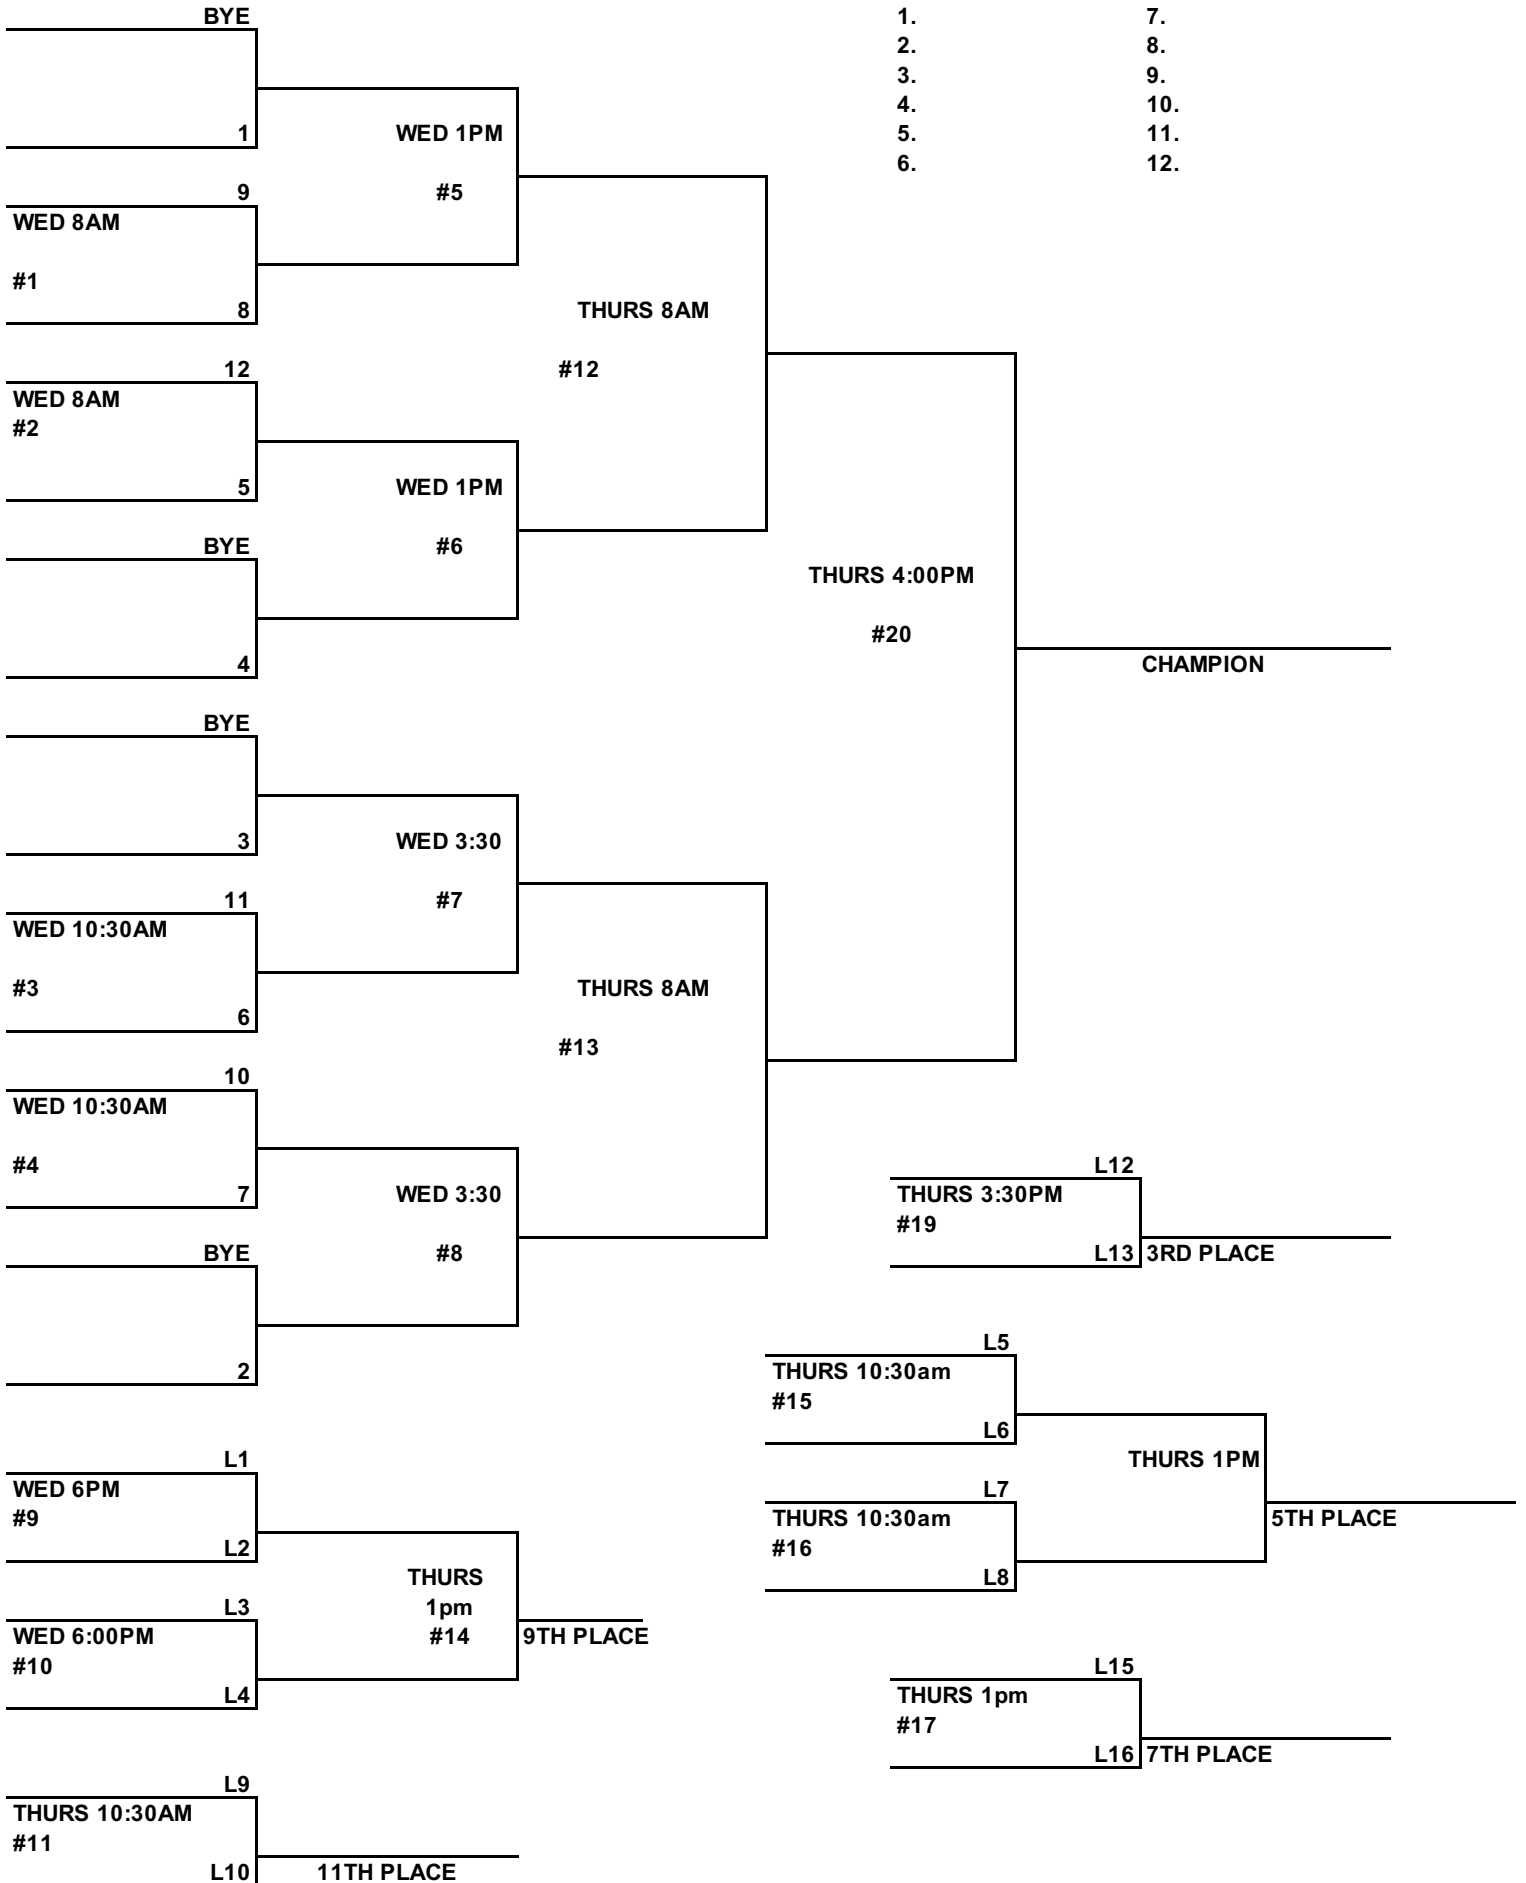 BYE
1. 7.
2. 8.
3. 9.
4. 10.
1 WED 1PM 5. 11.
6. 12.
9 #5
WED 8AM
#1
8 THURS 8AM
12 #12
WED 8AM
#2
5 WED 1PM
BYE #6
THURS 4:00PM
#20
4 CHAMPION
BYE
3 WED 3:30
11 #7
WED 10:30AM
#3 THURS 8AM
6
#13
10
WED 10:30AM
#4 L12
7 WED 3:30 THURS 3:30PM
#19
BYE #8 L13 3RD PLACE
L5
2 THURS 10:30am
#15
L6
L1 THURS 1PM
WED 6PM L7
#9 THURS 10:30am 5TH PLACE
L2 #16
THURS L8
L3 1pm
WED 6:00PM #14 9TH PLACE
#10 L15
L4 THURS 1pm
#17
L16 7TH PLACE
L9
THURS 10:30AM
#11
L10 11TH PLACE